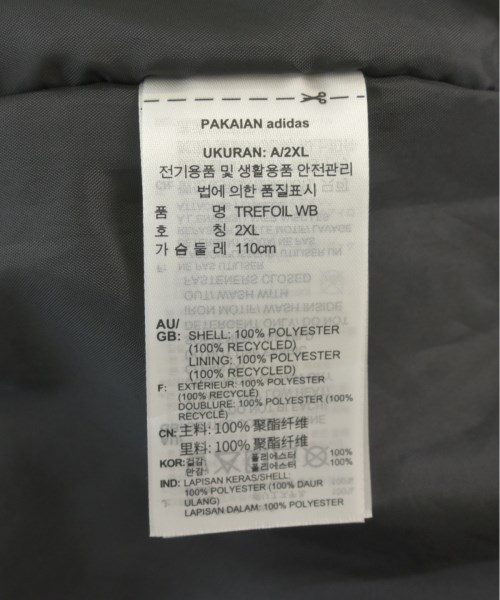 PAKAIAN adidas
UKURAN: A/2XL
전기용품 및 생활용품 안전관리
법에 의한 품질표시
품 명 TREFOIL WB
호 칭 2XL
가 슴 둘 레 110cm
AU/
GB: SHELL: 100% POLYESTER
(100% RECYCLED)
LINING: 100% POLYESTER
(100% RECYCLED)
F: EXTÉRIEUR: 100% POLYESTER
(100% RECYCLÉ)
DOUBLURE: 100% POLYESTER (100%
RECYCLÉ)
CN: 主料: 100% 聚酯纤维
里料: 100% 聚酯纤维
KOR: 겉감: 폴리에스터 100%
안감: 폴리에스터 100%
IND: LAPISAN KERAS/SHELL:
100% POLYESTER (100% DAUR
ULANG)
LAPISAN DALAM: 100% POLYESTER